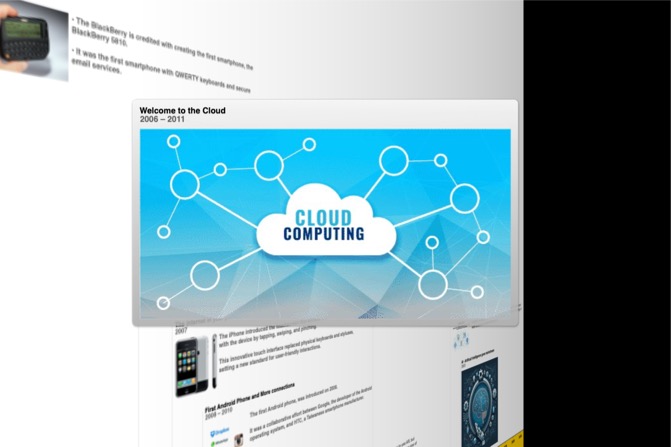 • The BlackBerry is credited with creating the first smartphone, the
BlackBerry 5810.
• It was the first smartphone with QWERTY keyboards and secure
email services.
Welcome to the Cloud
2006 – 2011
CLOUD
COMPUTING
2007
The iPhone introduced the
with the device by tapping, swiping, and pinching.
This innovative touch interface replaced physical keyboards and styluses,
setting a new standard for user-friendly interactions.
First Android Phone and More connections
2008 – 2010
The first Android phone, was introduced on 2008.
It was a collaborative effort between Google, the developer of the Android
operating system, and HTC, a Taiwanese smartphone manufacturer.
Dropbox